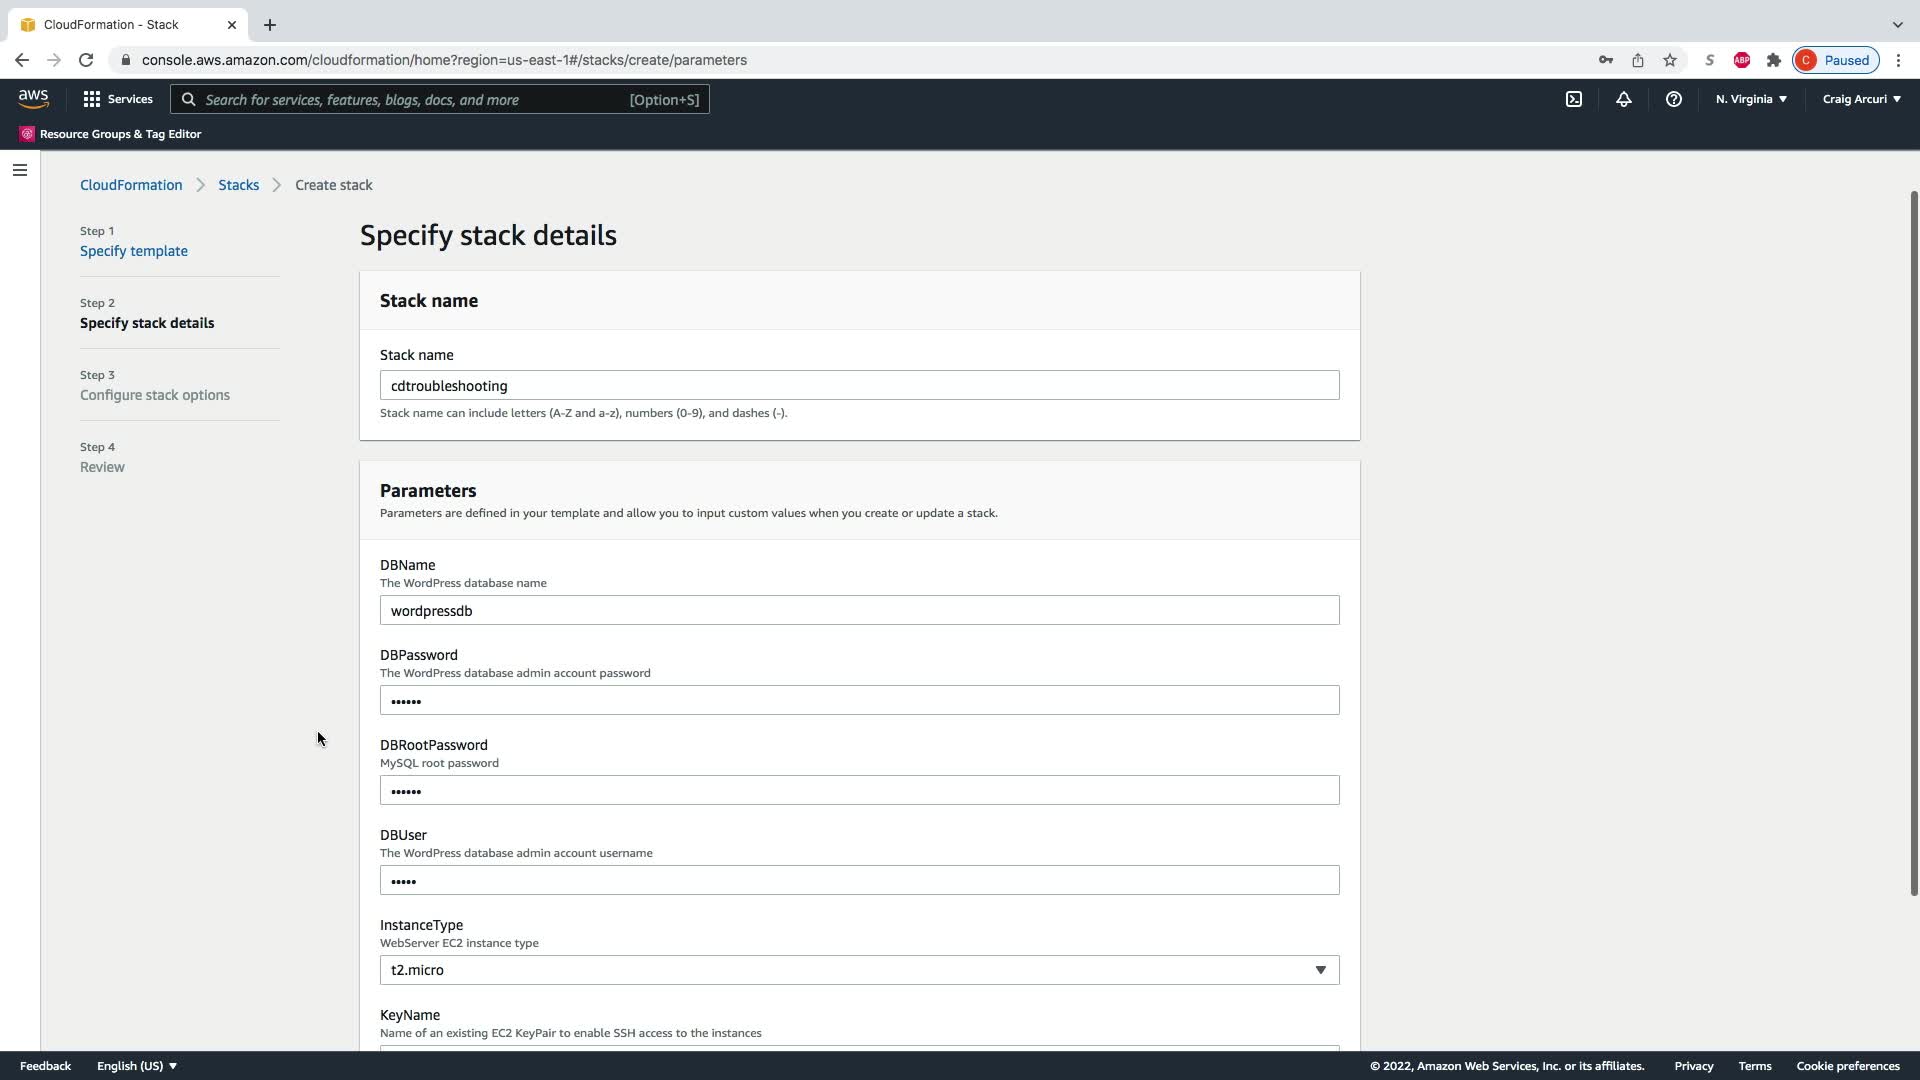 CloudFormation - Stack
console.aws.amazon.com/cloudformation/home?region=us-east-1#/stacks/create/parameters
S
ABP
C
Paused
aws
Services
Search for services, features, blogs, docs, and more
[Option+S]
N. Virginia
Craig Arcuri
Resource Groups & Tag Editor
CloudFormation
Stacks
Create stack
Step 1
Specify template
Step 2
Specify stack details
Step 3
Configure stack options
Step 4
Review
Specify stack details
Stack name
Stack name
cdtroubleshooting
Stack name can include letters (A-Z and a-z), numbers (0-9), and dashes (-).
Parameters
Parameters are defined in your template and allow you to input custom values when you create or update a stack.
DBName
The WordPress database name
wordpressdb
DBPassword
The WordPress database admin account password
••••••
DBRootPassword
MySQL root password
••••••
DBUser
The WordPress database admin account username
•••••
InstanceType
WebServer EC2 instance type
t2.micro
KeyName
Name of an existing EC2 KeyPair to enable SSH access to the instances
Feedback
English (US)
© 2022, Amazon Web Services, Inc. or its affiliates.
Privacy
Terms
Cookie preferences